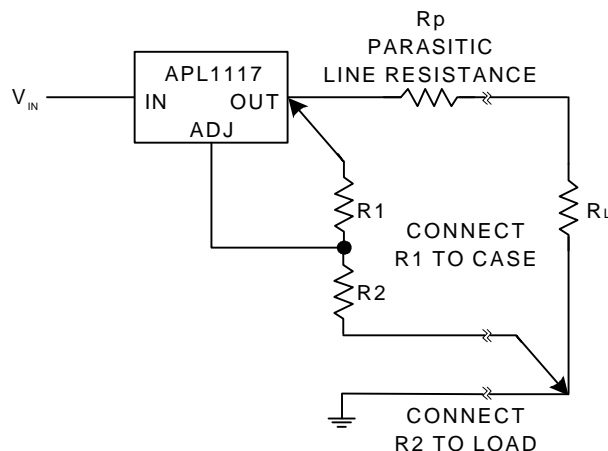 Rp
PARASITIC
LINE RESISTANCE
APL1117
V IN
IN OUT
ADJ
R1
RL
CONNECT
R1 TO CASE
R2
CONNECT
R2 TO LOAD